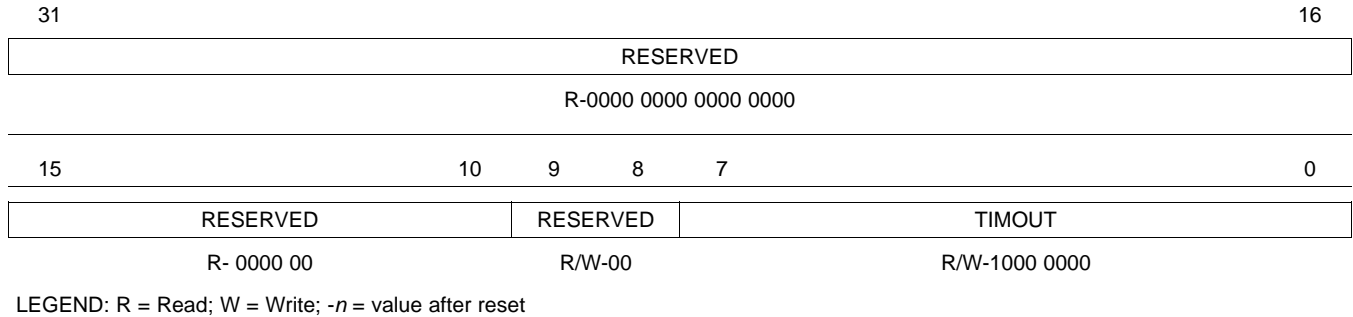 31 16
RESERVED
R-0000 0000 0000 0000
15 10 9 8 7 0
RESERVED RESERVED TIMOUT
R- 0000 00 R/W-00 R/W-1000 0000
LEGEND: R = Read; W = Write; -n = value after reset